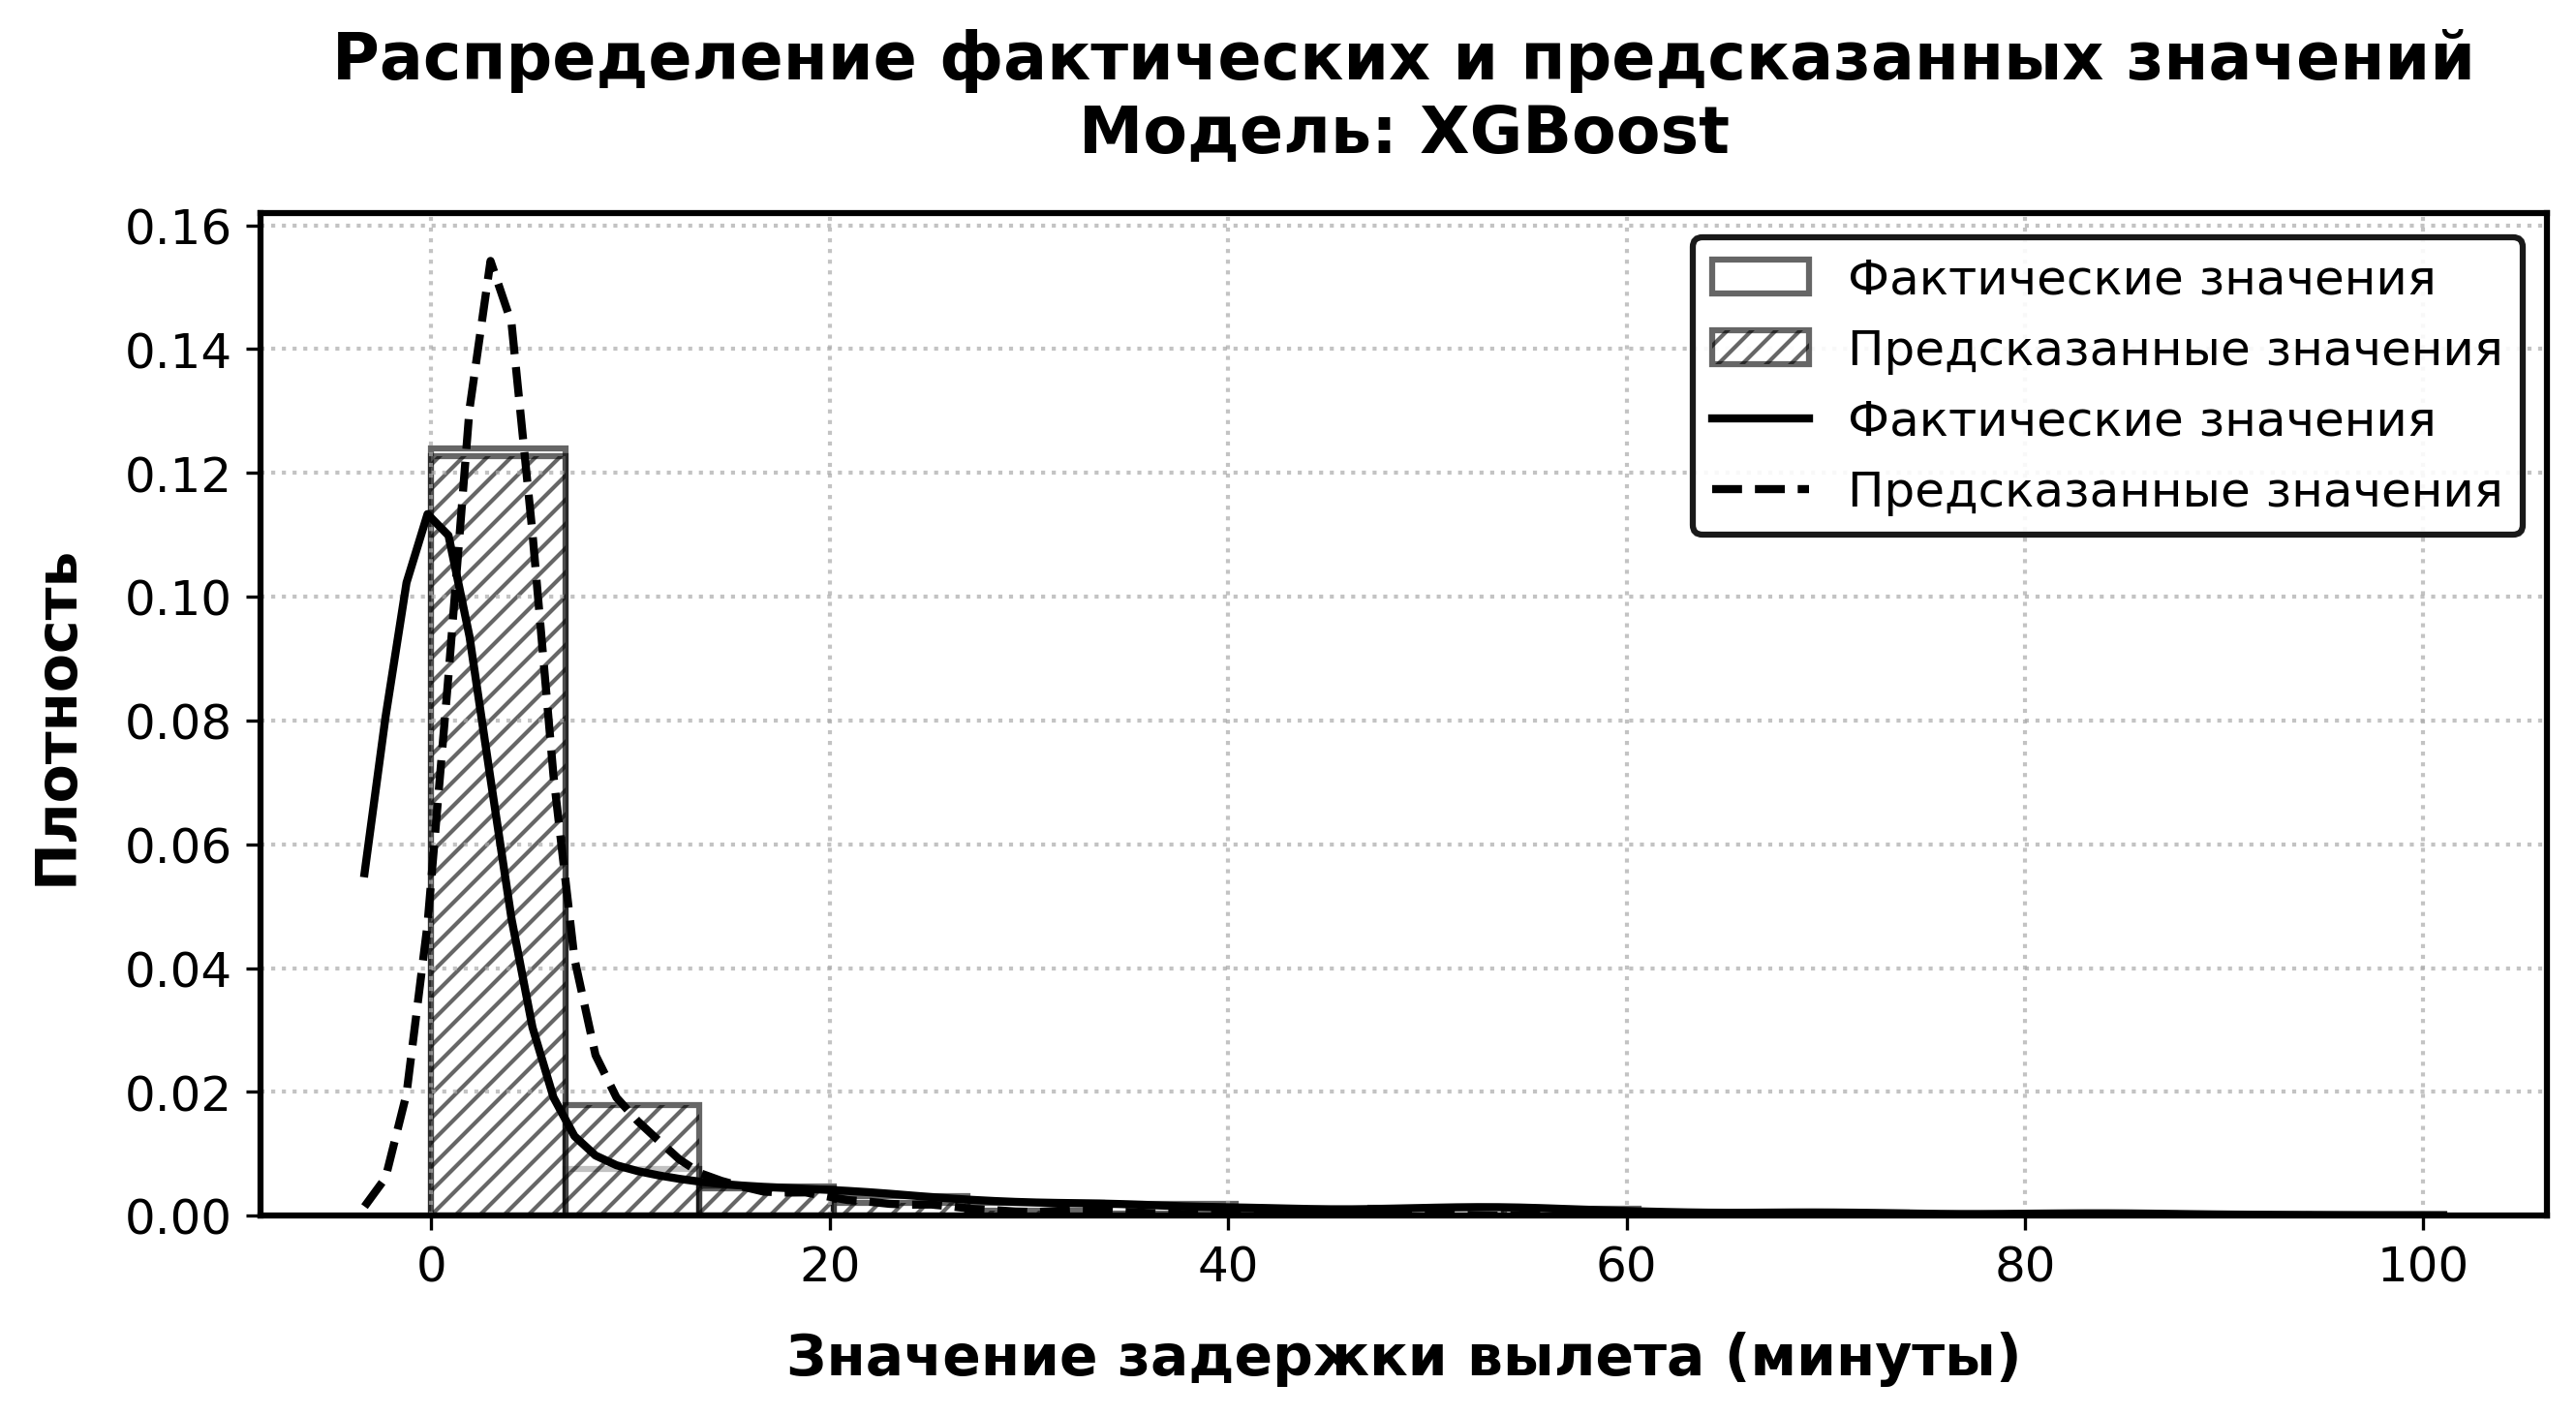 Распределение фактических и предсказанных значений
Модель: XGBoost
Плотность
0.16
0.14
0.12
0.10
0.08
0.06
0.04
0.02
0.00
Фактические значения
Предсказанные значения
Фактические значения
Предсказанные значения
0 20 40 60 80 100
Значение задержки вылета (минуты)